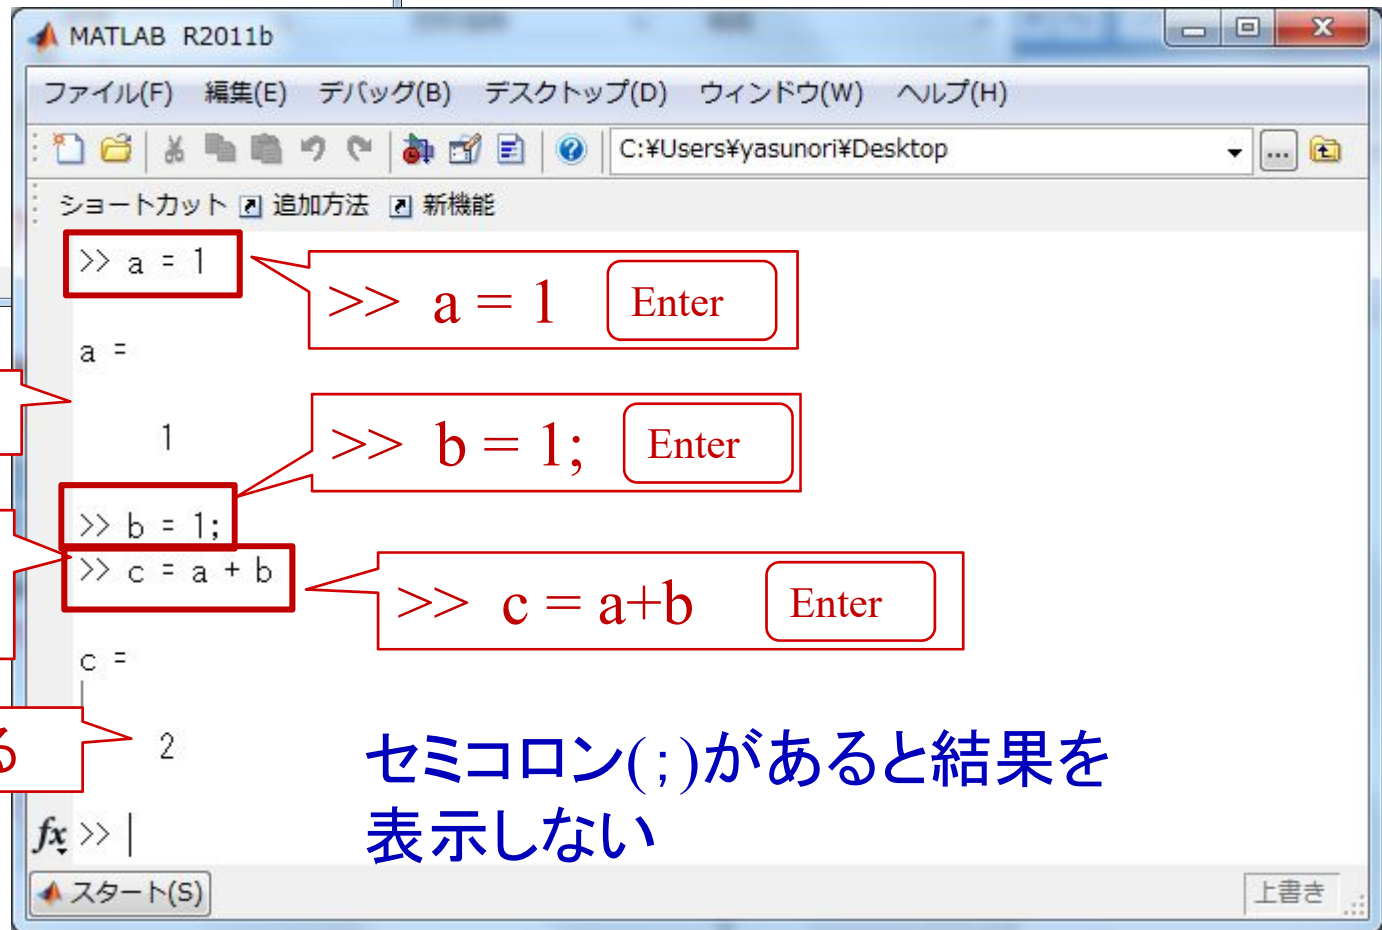 MATLAB R2011b
ファイル(F) 編集(E) デバッグ(B) デスクトップ(D) ウィンドウ(W) ヘルプ(H)
C:¥Users¥yasunori¥Desktop
ショートカット 追加方法 新機能
>> a = 1
>> a = 1 Enter
a =
1
>> b = 1; Enter
>> b = 1;
>> c = a + b
>> c = a+b Enter
c =
2
る
セミコロン(;)があると結果を
表示しない
fx >>
スタート(S)
上書き